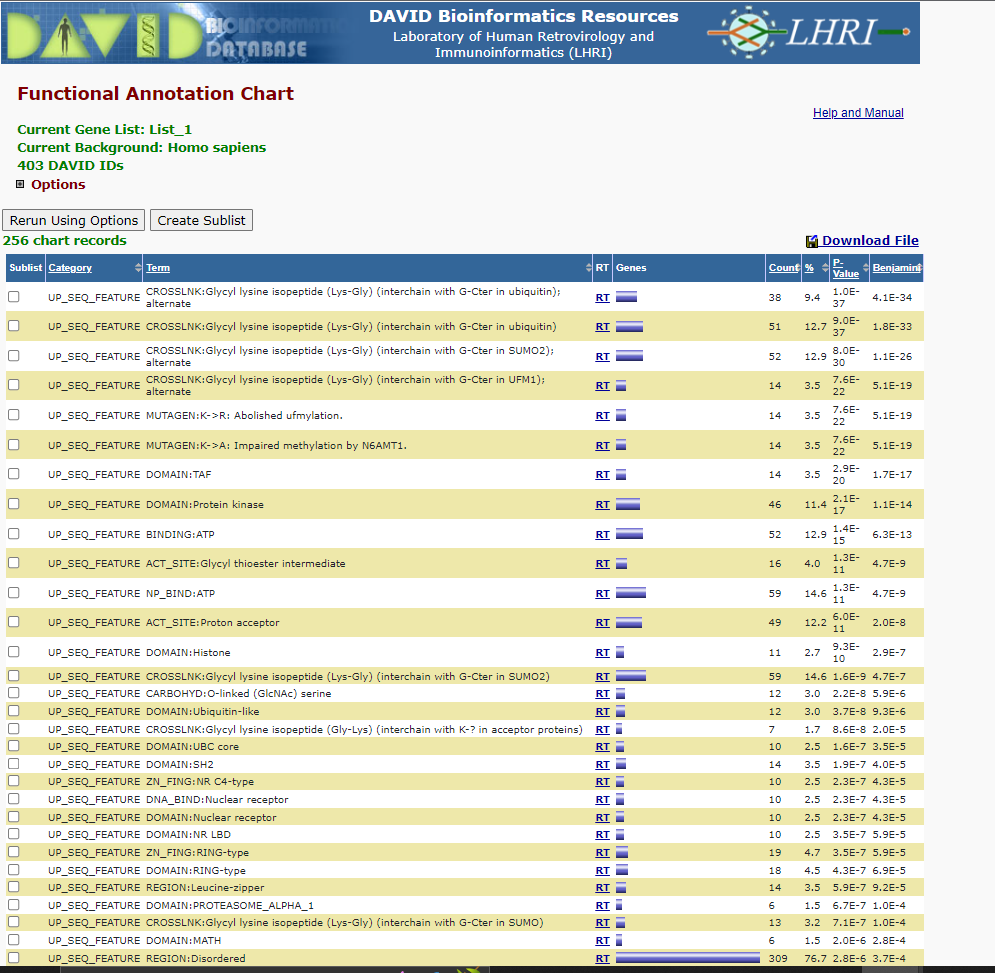 DAVID BIOINFORMATICS DATABASE
DAVID Bioinformatics Resources
Laboratory of Human Retrovirology and
Immunoinformatics (LHRI)
LHRI
Functional Annotation Chart
Help and Manual
Current Gene List: List_1
Current Background: Homo sapiens
403 DAVID IDs
Options
Rerun Using Options Create Sublist
256 chart records Download File
Sublist Category Term RT Genes Count % P-Value Benjamini
UP_SEQ_FEATURE CROSSLNK:Glycyl lysine isopeptide (Lys-Gly) (interchain with G-Cter in ubiquitin); alternate RT 38 9.4 1.0E-37 4.1E-34
UP_SEQ_FEATURE CROSSLNK:Glycyl lysine isopeptide (Lys-Gly) (interchain with G-Cter in ubiquitin) RT 51 12.7 9.0E-37 1.8E-33
UP_SEQ_FEATURE CROSSLNK:Glycyl lysine isopeptide (Lys-Gly) (interchain with G-Cter in SUMO2); alternate RT 52 12.9 8.0E-30 1.1E-26
UP_SEQ_FEATURE CROSSLNK:Glycyl lysine isopeptide (Lys-Gly) (interchain with G-Cter in UFM1); alternate RT 14 3.5 7.6E-22 5.1E-19
UP_SEQ_FEATURE MUTAGEN:K->R: Abolished ufmylation. RT 14 3.5 7.6E-22 5.1E-19
UP_SEQ_FEATURE MUTAGEN:K->A: Impaired methylation by N6AMT1. RT 14 3.5 7.6E-22 5.1E-19
UP_SEQ_FEATURE DOMAIN:TAF RT 14 3.5 2.9E-20 1.7E-17
UP_SEQ_FEATURE DOMAIN:Protein kinase RT 46 11.4 2.1E-17 1.1E-14
UP_SEQ_FEATURE BINDING:ATP RT 52 12.9 1.4E-15 6.3E-13
UP_SEQ_FEATURE ACT_SITE:Glycyl thioester intermediate RT 16 4.0 1.3E-11 4.7E-9
UP_SEQ_FEATURE NP_BIND:ATP RT 59 14.6 1.3E-11 4.7E-9
UP_SEQ_FEATURE ACT_SITE:Proton acceptor RT 49 12.2 6.0E-11 2.0E-8
UP_SEQ_FEATURE DOMAIN:Histone RT 11 2.7 9.3E-10 2.9E-7
UP_SEQ_FEATURE CROSSLNK:Glycyl lysine isopeptide (Lys-Gly) (interchain with G-Cter in SUMO2) RT 59 14.6 1.6E-9 4.7E-7
UP_SEQ_FEATURE CARBOHYD:O-linked (GlcNAc) serine RT 12 3.0 2.2E-8 5.9E-6
UP_SEQ_FEATURE DOMAIN:Ubiquitin-like RT 12 3.0 3.7E-8 9.3E-6
UP_SEQ_FEATURE CROSSLNK:Glycyl lysine isopeptide (Gly-Lys) (interchain with K-? in acceptor proteins) RT 7 1.7 8.6E-8 2.0E-5
UP_SEQ_FEATURE DOMAIN:UBC core RT 10 2.5 1.6E-7 3.5E-5
UP_SEQ_FEATURE DOMAIN:SH2 RT 14 3.5 1.9E-7 4.0E-5
UP_SEQ_FEATURE ZN_FING:NR C4-type RT 10 2.5 2.3E-7 4.3E-5
UP_SEQ_FEATURE DNA_BIND:Nuclear receptor RT 10 2.5 2.3E-7 4.3E-5
UP_SEQ_FEATURE DOMAIN:Nuclear receptor RT 10 2.5 2.3E-7 4.3E-5
UP_SEQ_FEATURE DOMAIN:NR LBD RT 10 2.5 3.5E-7 5.9E-5
UP_SEQ_FEATURE ZN_FING:RING-type RT 19 4.7 3.5E-7 5.9E-5
UP_SEQ_FEATURE DOMAIN:RING-type RT 18 4.5 4.3E-7 6.9E-5
UP_SEQ_FEATURE REGION:Leucine-zipper RT 14 3.5 5.9E-7 9.2E-5
UP_SEQ_FEATURE DOMAIN:PROTEASOME_ALPHA_1 RT 6 1.5 6.7E-7 1.0E-4
UP_SEQ_FEATURE CROSSLNK:Glycyl lysine isopeptide (Lys-Gly) (interchain with G-Cter in SUMO) RT 13 3.2 7.1E-7 1.0E-4
UP_SEQ_FEATURE DOMAIN:MATH RT 6 1.5 2.0E-6 2.8E-4
UP_SEQ_FEATURE REGION:Disordered RT 309 76.7 2.8E-6 3.7E-4